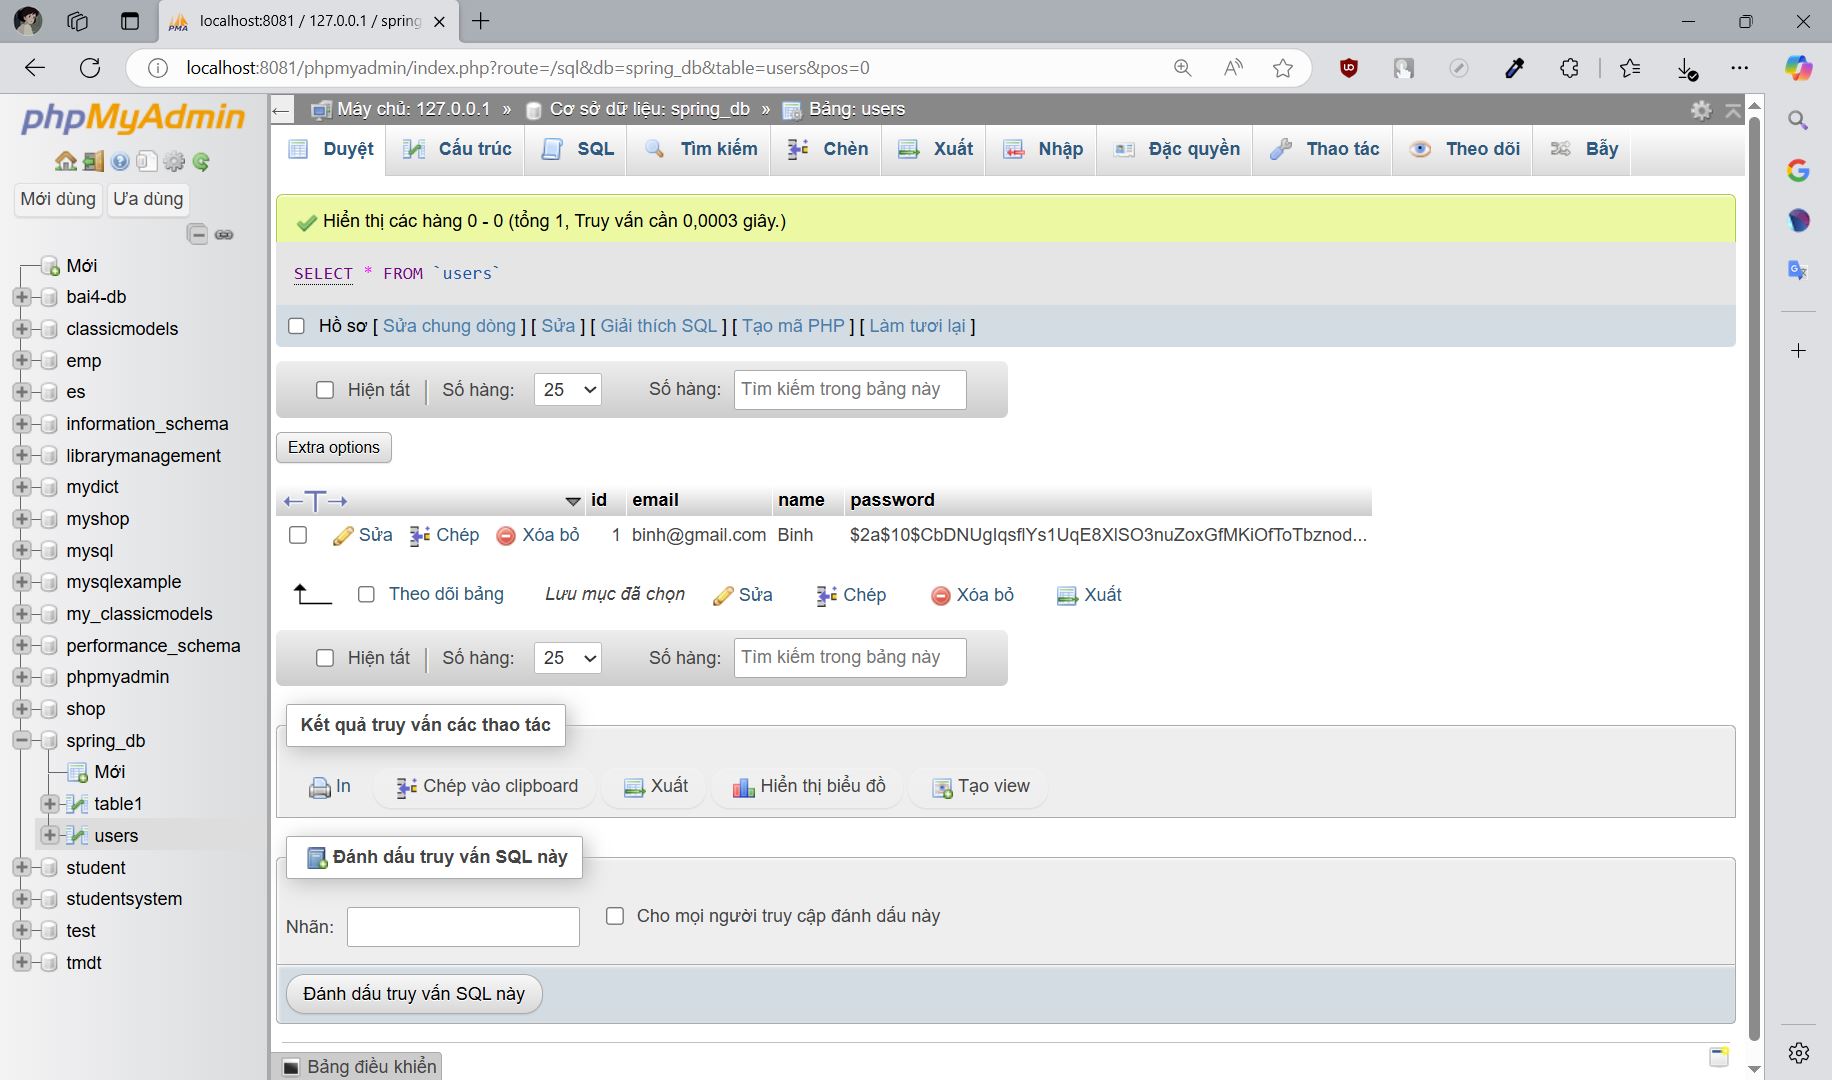 localhost:8081 / 127.0.0.1 / spring
localhost:8081/phpmyadmin/index.php?route=/sql&db=spring_db&table=users&pos=0
phpMyAdmin
Mới dùng Ưa dùng
Mới
bai4-db
classicmodels
emp
es
information_schema
librarymanagement
mydict
myshop
mysql
mysqlexample
my_classicmodels
performance_schema
phpmyadmin
shop
spring_db
Mới
table1
users
student
studentsystem
test
tmdt
Máy chủ: 127.0.0.1 » Cơ sở dữ liệu: spring_db » Bảng: users
Duyệt Cấu trúc SQL Tìm kiếm Chèn Xuất Nhập Đặc quyền Thao tác Theo dõi Bẫy
Hiển thị các hàng 0 - 0 (tổng 1, Truy vấn cần 0,0003 giây.)
SELECT * FROM `users`
Hồ sơ [ Sửa chung dòng ] [ Sửa ] [ Giải thích SQL ] [ Tạo mã PHP ] [ Làm tươi lại ]
Hiện tất | Số hàng: 25 Số hàng: Tìm kiếm trong bảng này
Extra options
id email name password
Sửa Chép Xóa bỏ 1 binh@gmail.com Binh $2a$10$CbDNUgIqsflYs1UqE8XlSO3nuZoxGfMKiOfToTbznod...
Theo dõi bảng Lưu mục đã chọn Sửa Chép Xóa bỏ Xuất
Hiện tất | Số hàng: 25 Số hàng: Tìm kiếm trong bảng này
Kết quả truy vấn các thao tác
In Chép vào clipboard Xuất Hiển thị biểu đồ Tạo view
Đánh dấu truy vấn SQL này
Nhãn: Cho mọi người truy cập đánh dấu này
Đánh dấu truy vấn SQL này
Bảng điều khiển